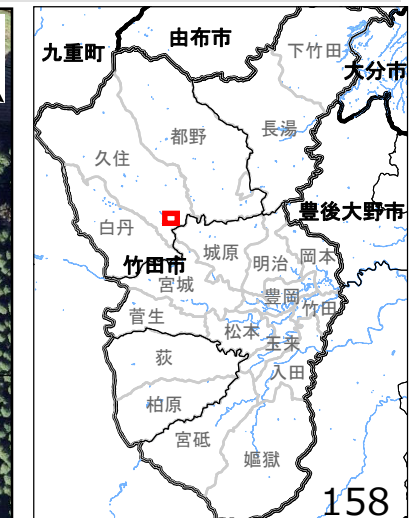 由布市
九重町
下竹田
大分市
都野
長湯
久住
豊後大野市
白丹
城原
明治
岡本
竹田市
宮城
豊岡
竹田
菅生
松本
玉来
荻
入田
柏原
宮砥
嫗獄
158